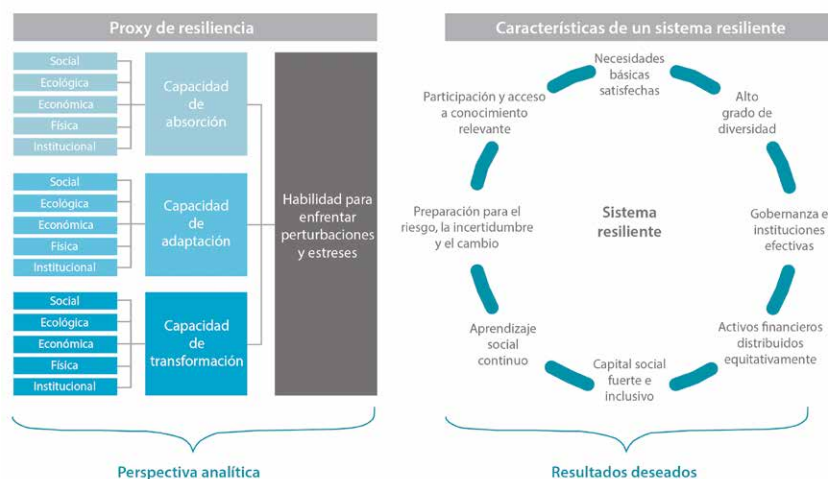 Proxy de resiliencia
Social
Ecológica
Económica
Física
Institucional
Capacidad
de
absorción
Social
Ecológica
Económica
Física
Institucional
Capacidad
de
adaptación
Social
Ecológica
Económica
Física
Institucional
Capacidad
de
transformación
Habilidad para
enfrentar
perturbaciones
y estreses
Perspectiva analítica
Características de un sistema resiliente
Necesidades
básicas
satisfechas
Alto
grado de
diversidad
Gobernanza e
instituciones
efectivas
Activos financieros
distribuidos
equitativamente
Capital social
fuerte e
inclusivo
Aprendizaje
social
continuo
Preparación para el
riesgo, la incertidumbre
y el cambio
Participación y acceso
a conocimiento
relevante
Sistema
resiliente
Resultados deseados